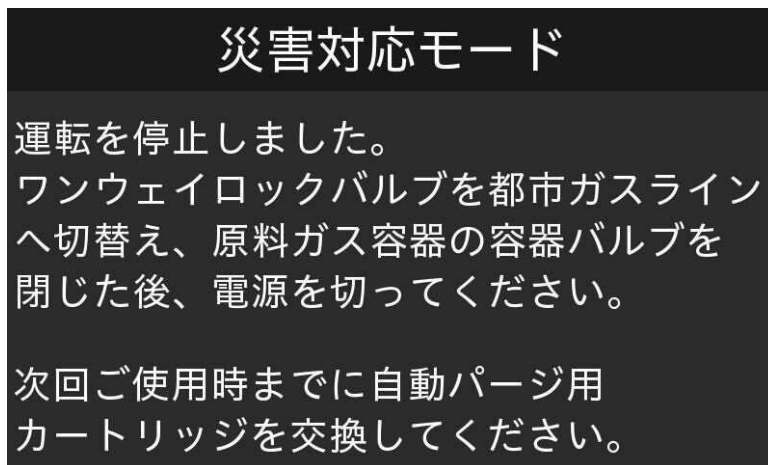 災害対応モード
運転を停止しました。
ワンウェイロックバルブを都市ガスライン
へ切替え、原料ガス容器の容器バルブを
閉じた後、電源を切ってください。
次回ご使用時までに自動パージ用
カートリッジを交換してください。